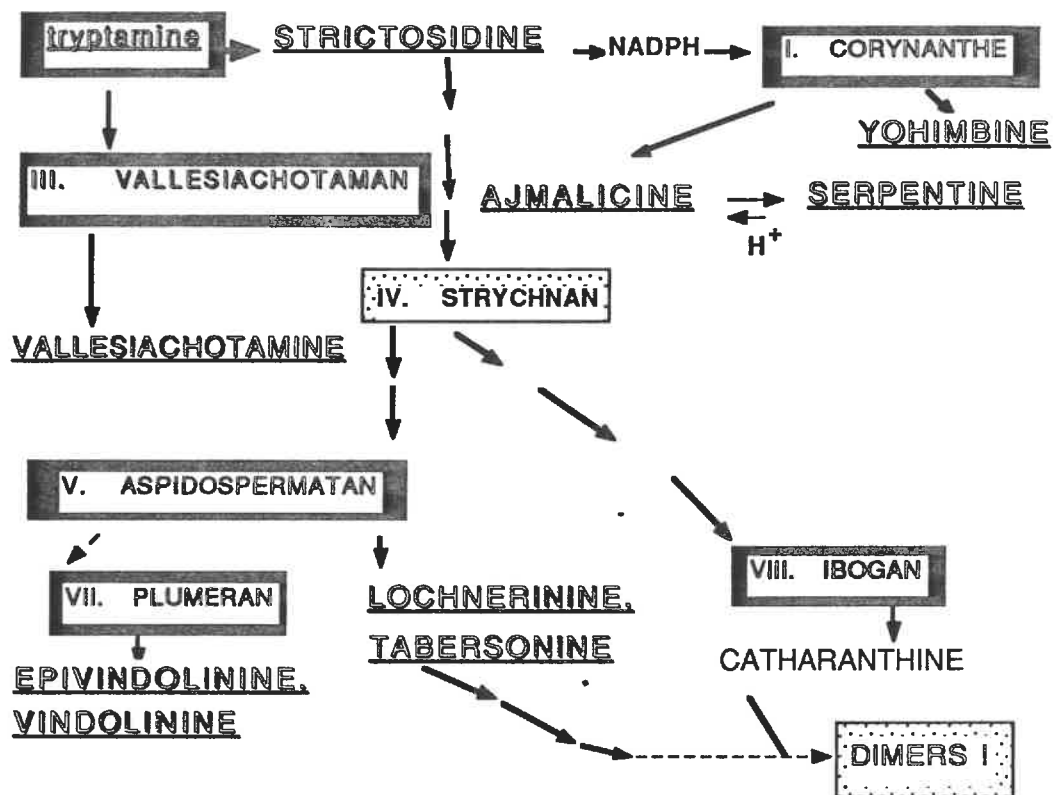 tryptamine
STRICTOSIDINE
NADPH
I. CORYNANTHE
YOHIMBINE
III. VALLESIACHOTAMAN
AJMALICINE
SERPENTINE
H+
IV. STRYCHNAN
VALLESIACHOTAMINE
V. ASPIDOSPERMATAN
VII. PLUMERAN
LOCHNERININE,
TABERSONINE
VIII. IBOGAN
CATHARANTHINE
EPIVINDOLININE,
VINDOLININE
DIMERS I